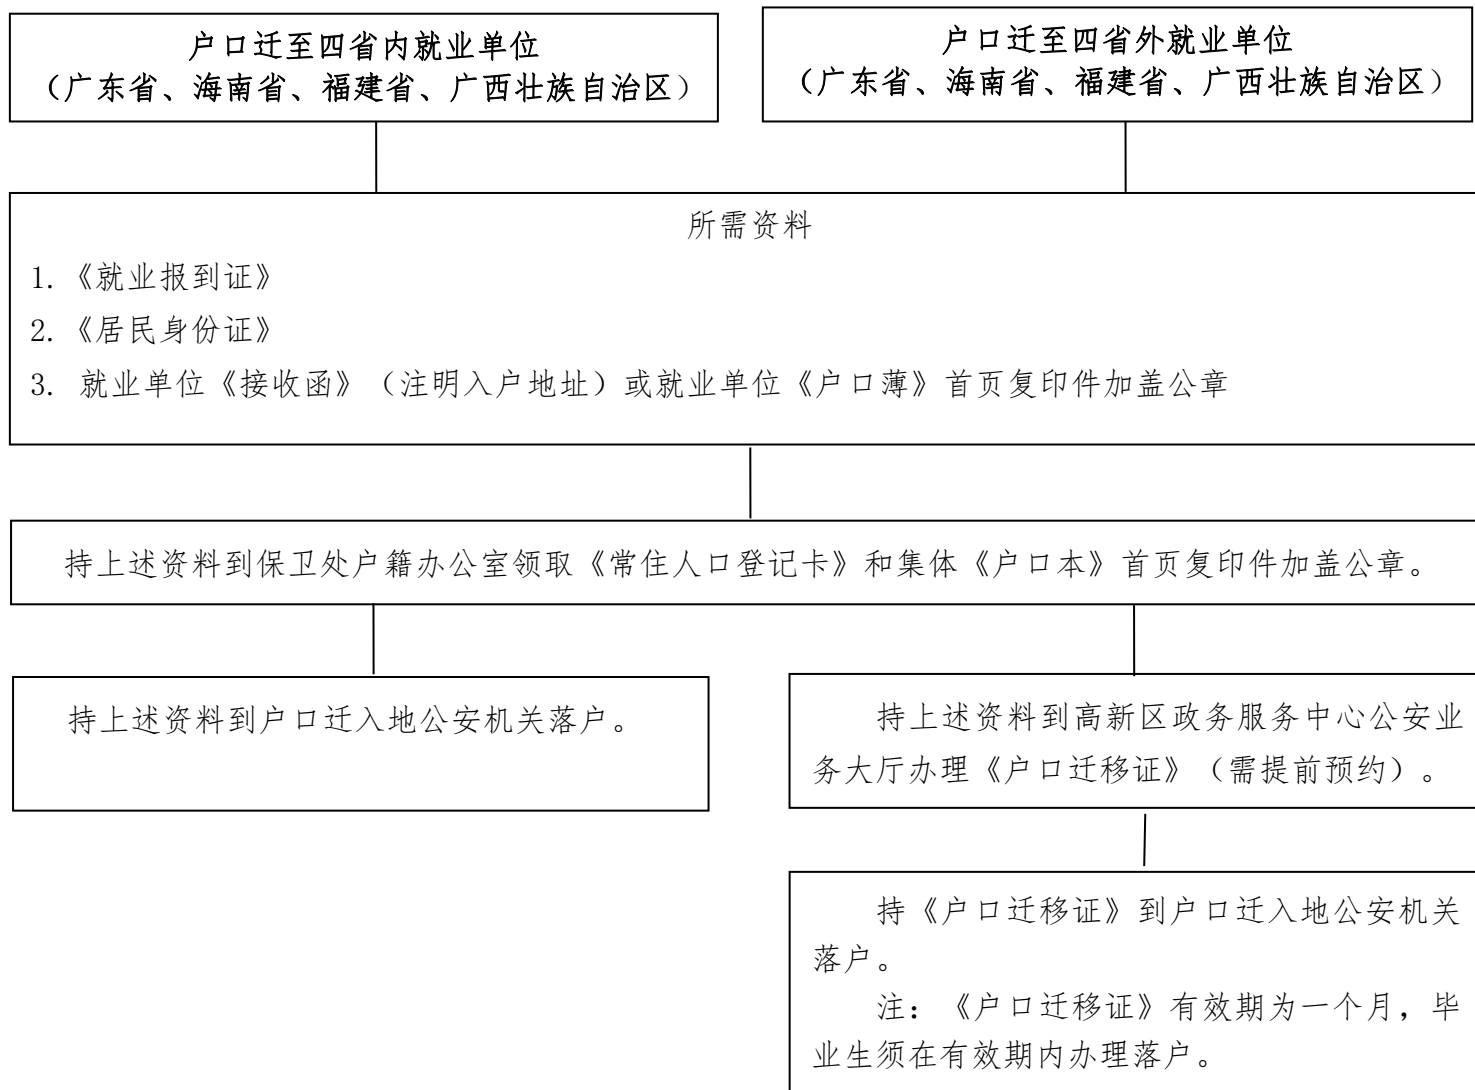 户口迁至四省内就业单位
（广东省、海南省、福建省、广西壮族自治区）
户口迁至四省外就业单位
（广东省、海南省、福建省、广西壮族自治区）
所需资料
1. 《就业报到证》
2. 《居民身份证》
3. 就业单位《接收函》（注明入户地址）或就业单位《户口薄》首页复印件加盖公章
持上述资料到保卫处户籍办公室领取《常住人口登记卡》和集体《户口本》首页复印件加盖公章。
持上述资料到户口迁入地公安机关落户。
持上述资料到高新区政务服务中心公安业
务大厅办理《户口迁移证》（需提前预约）。
持《户口迁移证》到户口迁入地公安机关
落户。
注：《户口迁移证》有效期为一个月，毕
业生须在有效期内办理落户。